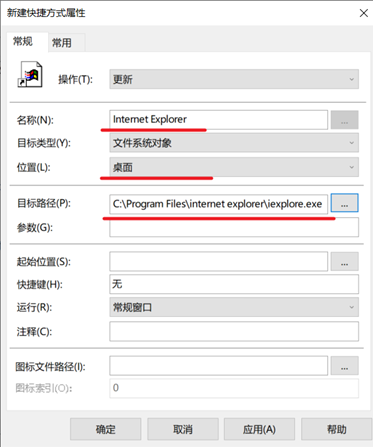 新建快捷方式属性
常规 常用
操作(T): 更新
名称(N): Internet Explorer ...
目标类型(Y): 文件系统对象
位置(L): 桌面
目标路径(P): C:\Program Files\internet explorer\iexplore.exe ...
参数(G):
起始位置(S): ...
快捷键(H): 无
运行(R): 常规窗口
注释(C):
图标文件路径(I): ...
图标索引(O): 0
确定 取消 应用(A) 帮助